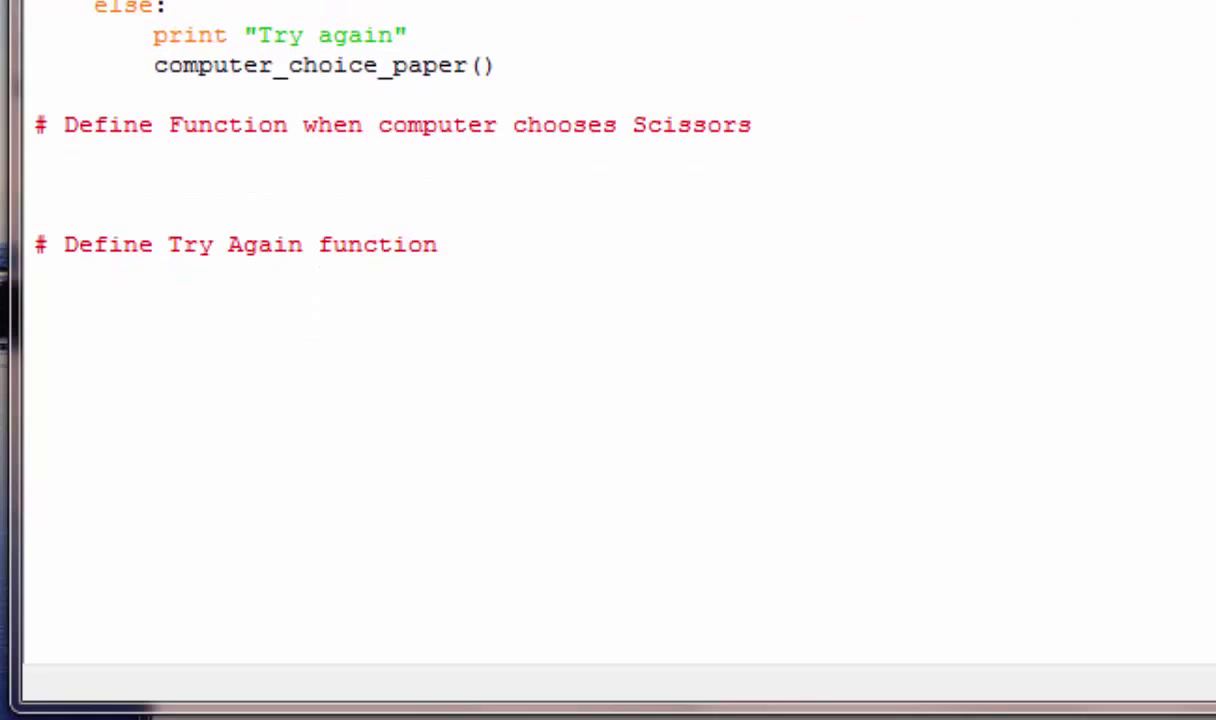 else:
print "Try again"
computer_choice_paper()
# Define Function when computer chooses Scissors
# Define Try Again function